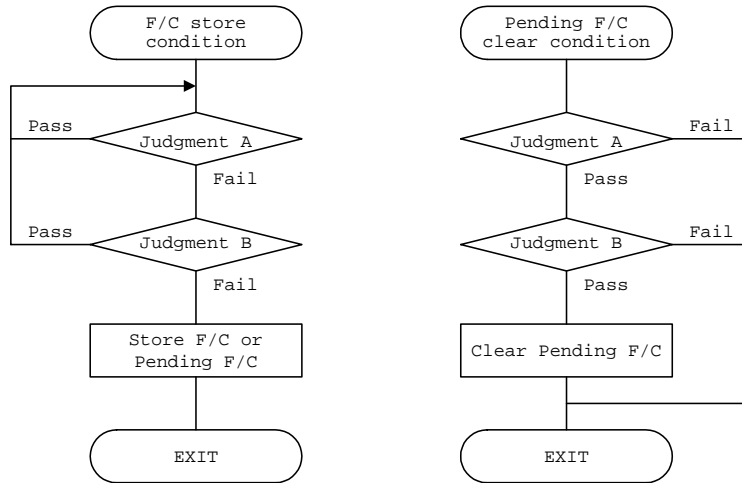 F/C store
condition
Pass
Judgment A
Fail
Pass
Judgment B
Fail
Store F/C or
Pending F/C
EXIT
Pending F/C
clear condition
Judgment A
Fail
Pass
Judgment B
Fail
Pass
Clear Pending F/C
EXIT